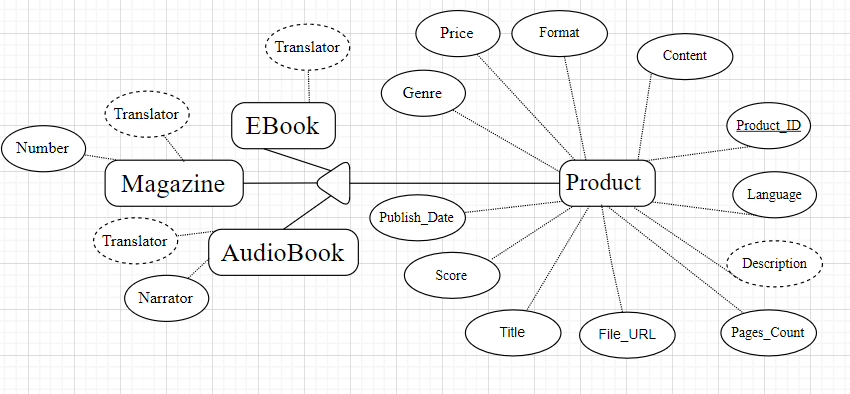 Price
Format
Translator
Content
Genre
Translator
EBook
Product_ID
Number
Magazine
Product
Language
Publish_Date
Translator
AudioBook
Description
Score
Narrator
Title
File_URL
Pages_Count